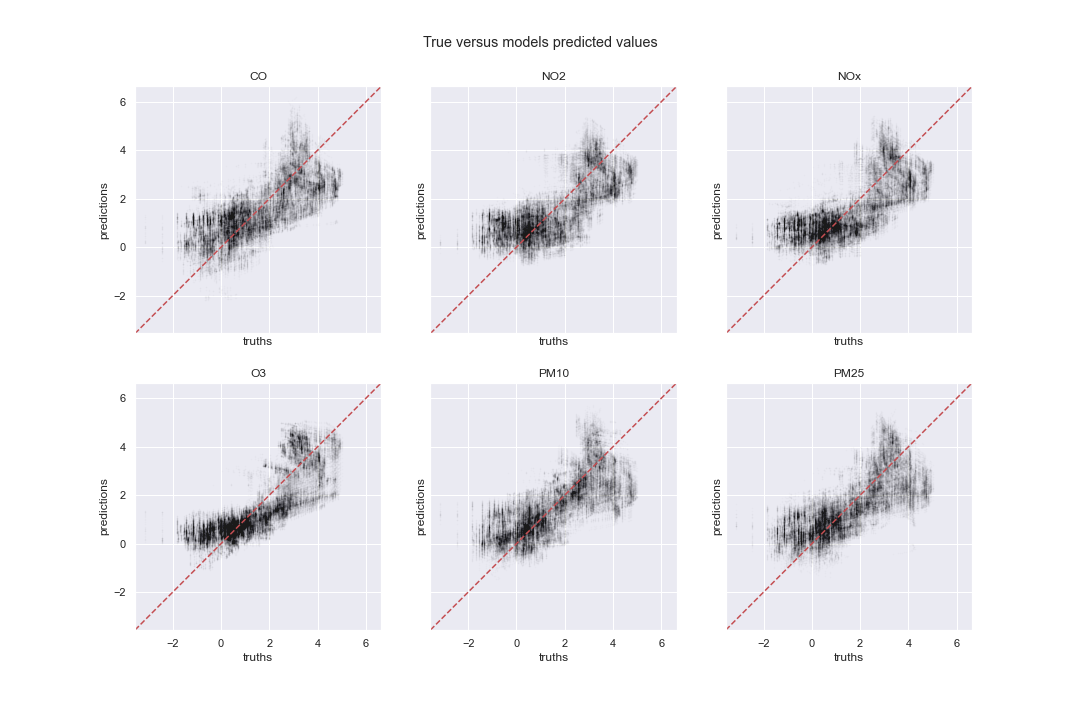 True versus models predicted values
CO
NO2
NOx
6
4
2
0
−2
predictions
predictions
predictions
truths
truths
truths
O3
PM10
PM25
6
4
2
0
−2
predictions
predictions
predictions
−2 0 2 4 6
−2 0 2 4 6
−2 0 2 4 6
truths
truths
truths